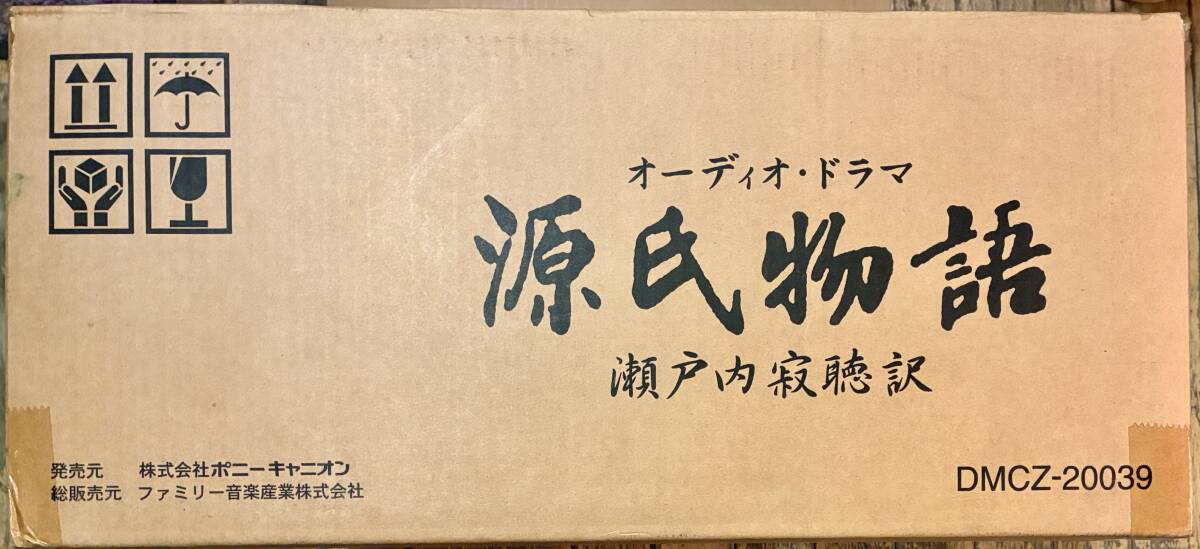 オーディオ・ドラマ
源氏物語
瀬戸内寂聴訳
発売元 株式会社ポニーキャニオン
総販売元 ファミリー音楽産業株式会社
DMCZ-20039